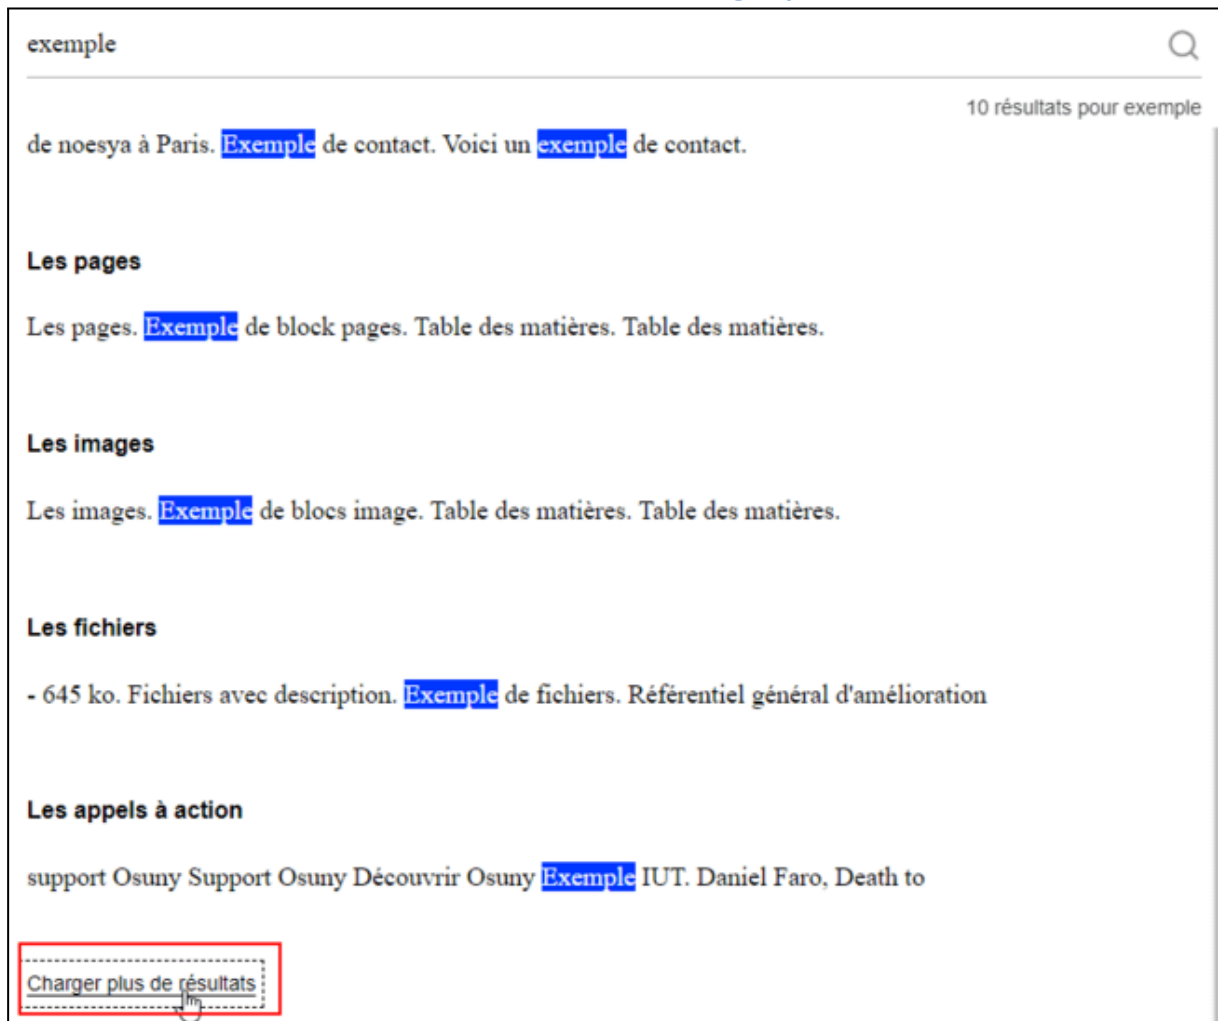 exemple
10 résultats pour exemple
de noesya à Paris. Exemple de contact. Voici un exemple de contact.
Les pages
Les pages. Exemple de block pages. Table des matières. Table des matières.
Les images
Les images. Exemple de blocs image. Table des matières. Table des matières.
Les fichiers
- 645 ko. Fichiers avec description. Exemple de fichiers. Référentiel général d'amélioration
Les appels à action
support Osuny Support Osuny Découvrir Osuny Exemple IUT. Daniel Faro, Death to
Charger plus de résultats